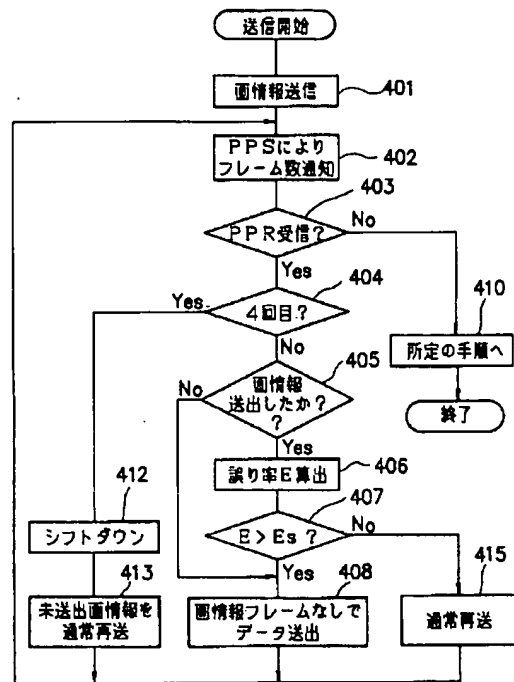 送信開始
画情報送信
401
PPSにより
フレーム数通知
402
403
PPR受信?
No
Yes
404
Yes
4回目?
No
410
所定の手順へ
終了
405
No
画情報
送出したか?
?
Yes
誤り率E算出
406
407
E>Es?
No
Yes
412
シフトダウン
413
未送出画情報を
通常再送
408
画情報フレームなしで
データ送出
415
通常再送